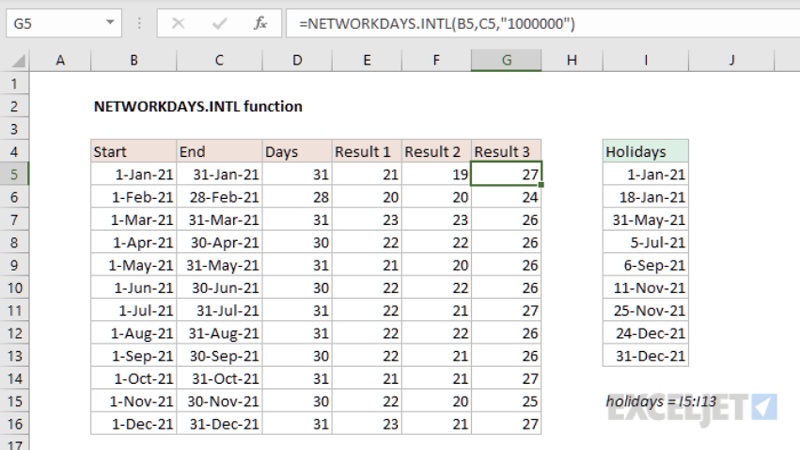 G5 fx =NETWORKDAYS.INTL(B5,C5,"1000000")
A B C D E F G H I J
1
2 NETWORKDAYS.INTL function
3
4 Start End Days Result 1 Result 2 Result 3 Holidays
5 1-Jan-21 31-Jan-21 31 21 19 27 1-Jan-21
6 1-Feb-21 28-Feb-21 28 20 20 24 18-Jan-21
7 1-Mar-21 31-Mar-21 31 23 23 26 31-May-21
8 1-Apr-21 30-Apr-21 30 22 22 26 5-Jul-21
9 1-May-21 31-May-21 31 21 20 26 6-Sep-21
10 1-Jun-21 30-Jun-21 30 22 22 26 11-Nov-21
11 1-Jul-21 31-Jul-21 31 22 21 27 25-Nov-21
12 1-Aug-21 31-Aug-21 31 22 22 26 24-Dec-21
13 1-Sep-21 30-Sep-21 30 22 21 26 31-Dec-21
14 1-Oct-21 31-Oct-21 31 21 21 27
15 1-Nov-21 30-Nov-21 30 22 20 25 holidays = I5:I13
EXCELJET
16 1-Dec-21 31-Dec-21 31 23 21 27
17